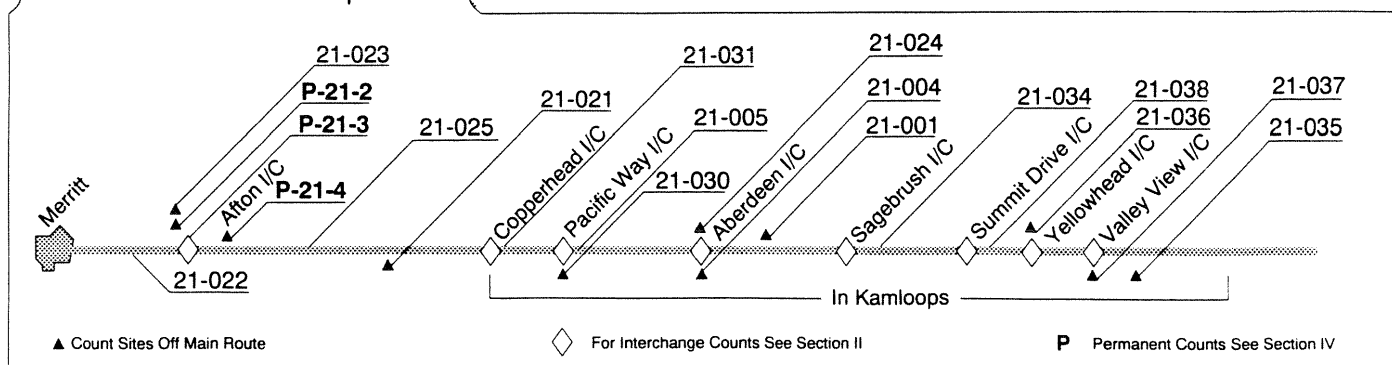 21-023
P-21-2
P-21-3
Afton I/C
P-21-4
21-025
21-021
21-031
Copperhead I/C
Pacific Way I/C
21-005
21-030
Aberdeen I/C
21-024
21-004
21-001
Sagebrush I/C
21-034
Summit Drive I/C
21-038
21-036
Yellowhead I/C
Valley View I/C
21-037
21-035
Merritt
21-022
In Kamloops
▲ Count Sites Off Main Route
◇ For Interchange Counts See Section II
P Permanent Counts See Section IV